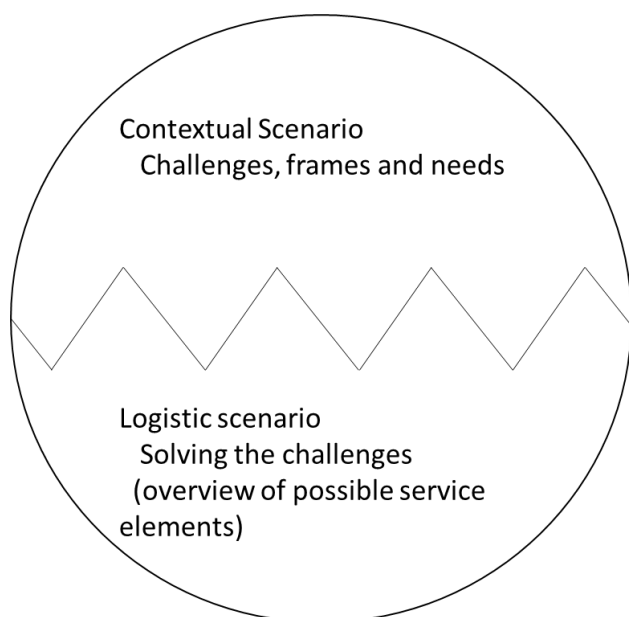 Contextual Scenario
Challenges, frames and needs
Logistic scenario
Solving the challenges
(overview of possible service
elements)